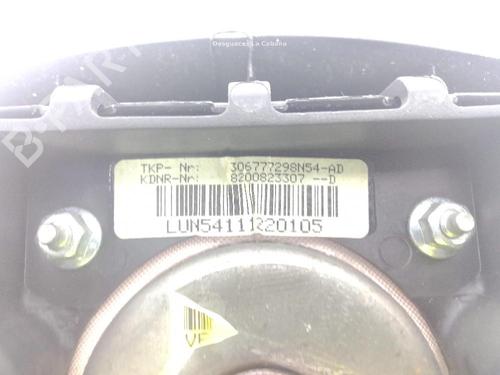 Desguaces La Cabaña
TKP- Nr: 306777298N54-AD
KDNR-Nr: 8200823307 --D
LUN54111220105
VF